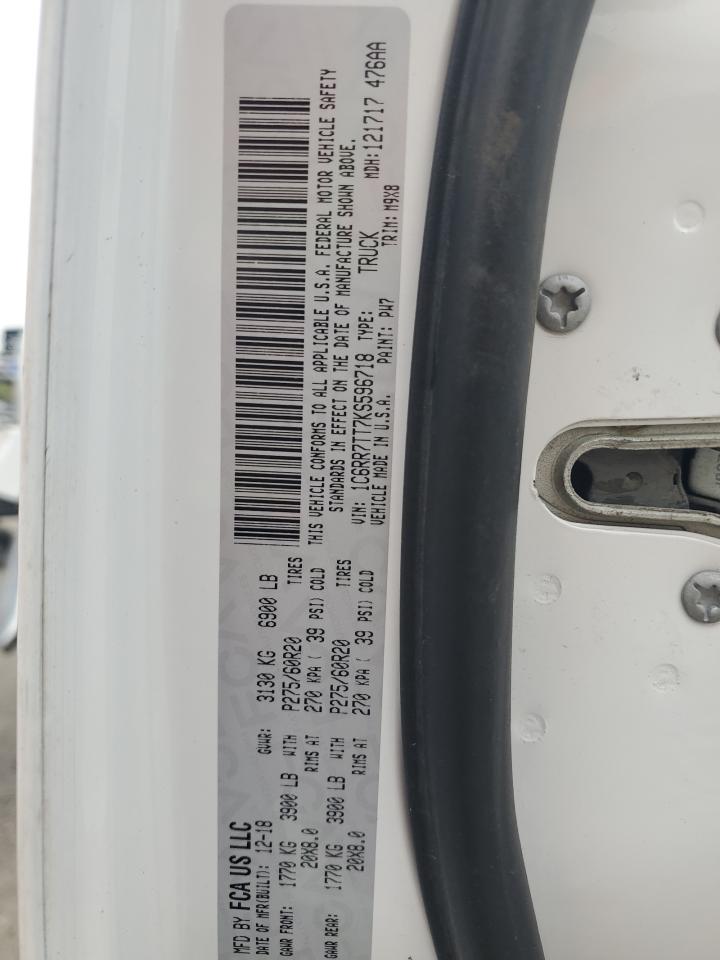 MFD BY FCA US LLC
DATE OF MFR(BUILT): 12-18 GVWR: 3130 KG 6900 LB
GAWR FRONT: 1770 KG 3900 LB WITH P275/60R20 TIRES
20X8.0 RIMS AT 270 KPA ( 39 PSI) COLD
GAWR REAR: 1770 KG 3900 LB WITH P275/60R20 TIRES
20X8.0 RIMS AT 270 KPA ( 39 PSI) COLD
THIS VEHICLE CONFORMS TO ALL APPLICABLE U.S.A. FEDERAL MOTOR VEHICLE SAFETY
STANDARDS IN EFFECT ON THE DATE OF MANUFACTURE SHOWN ABOVE.
VIN: 1C6RR7TT7KS596718 TYPE: TRUCK MDH:121717 476AA
VEHICLE MADE IN U.S.A. PAINT: PW7 TRIM: M9X8